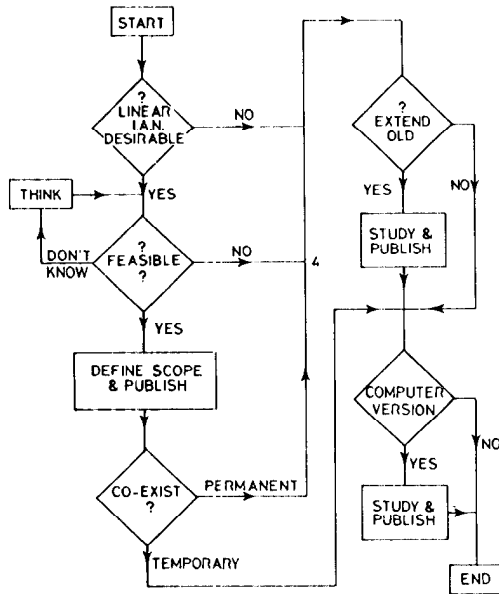 START
?
LINEAR
I.A.N.
DESIRABLE
NO
YES
THINK
DON'T
KNOW
?
FEASIBLE
?
NO
4
YES
DEFINE SCOPE
& PUBLISH
CO-EXIST
?
PERMANENT
TEMPORARY
?
EXTEND
OLD
YES
NO
STUDY &
PUBLISH
COMPUTER
VERSION
YES
NO
STUDY &
PUBLISH
END